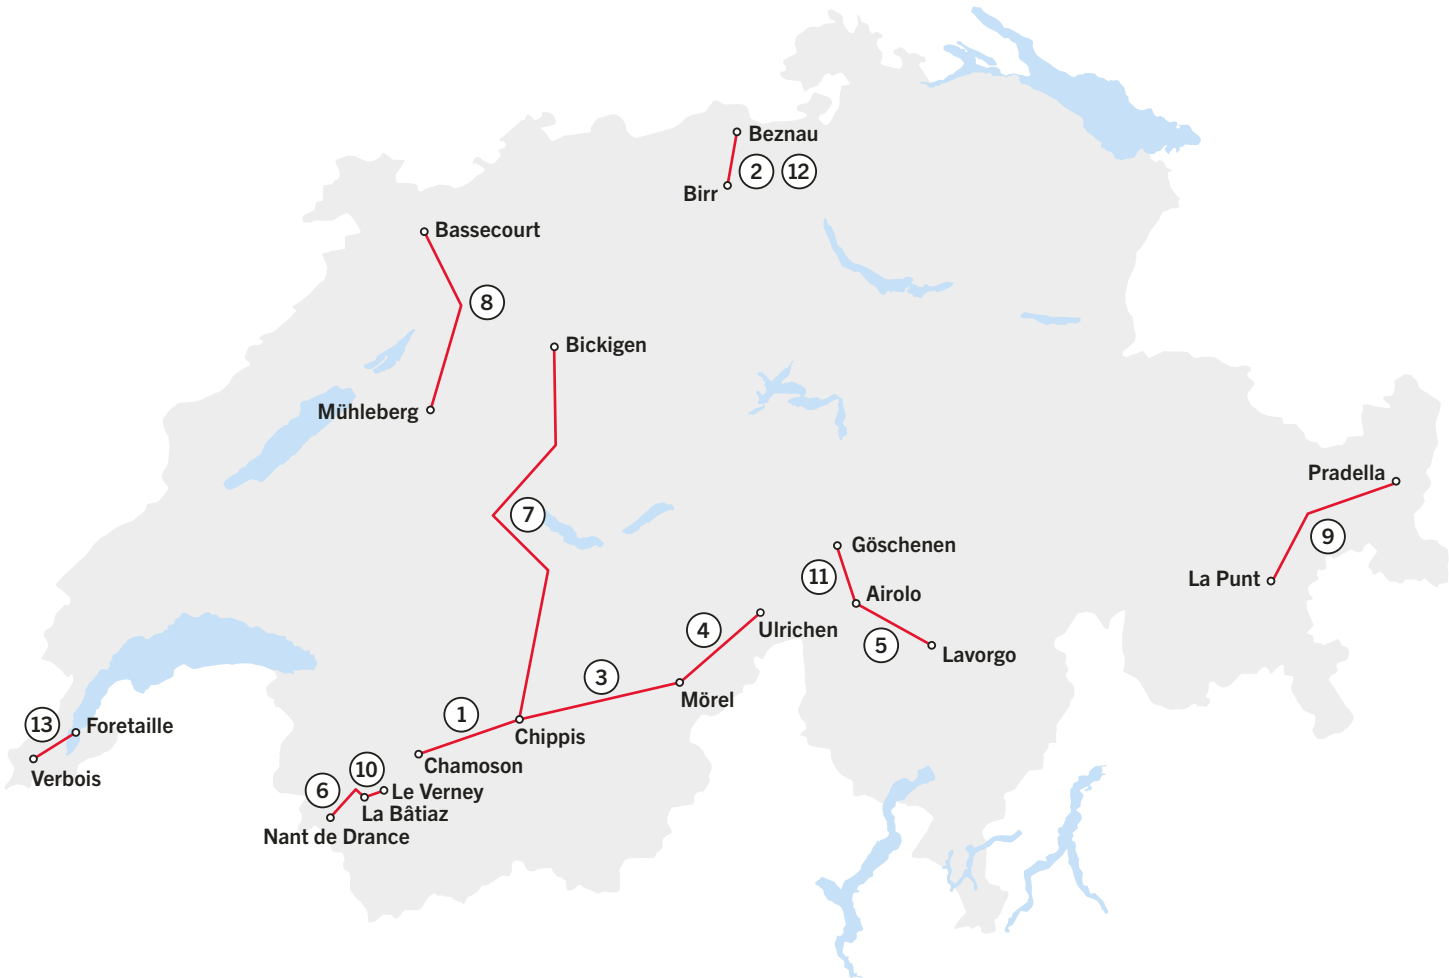 Beznau
2
12
Birr
Bassecourt
8
Bickigen
Mühleberg
Pradella
7
9
Göschenen
11
La Punt
Airolo
4
Ulrichen
5
Lavorgo
3
Mörel
1
13
Foretaille
Chippis
Chamoson
10
Verbois
6
Le Verney
La Bâtiaz
Nant de Drance